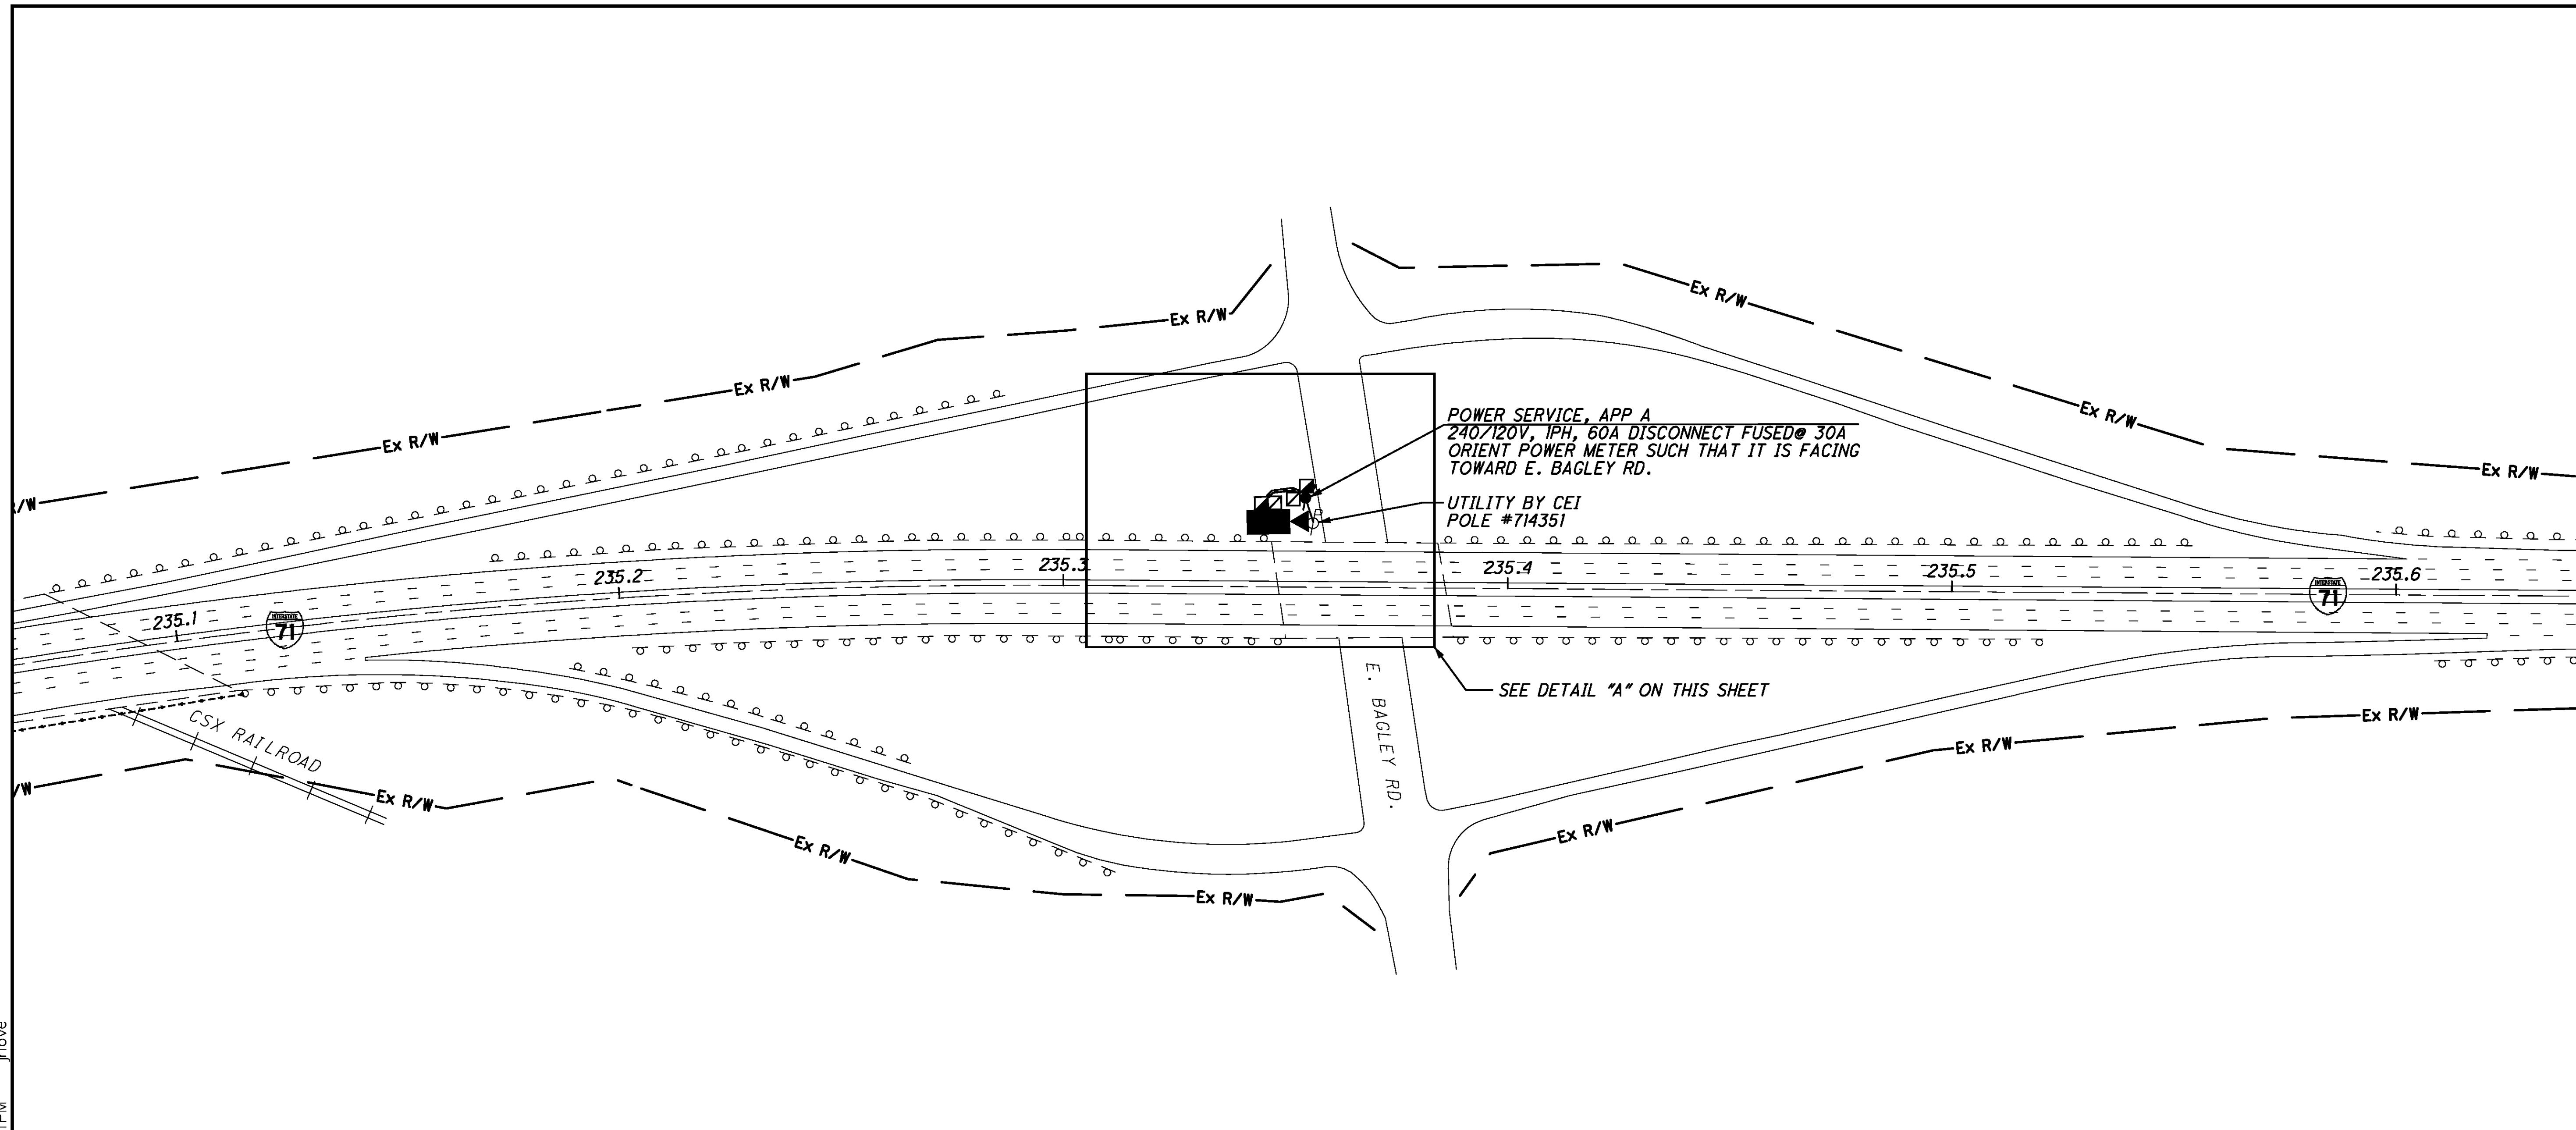 Ex R/W
Ex R/W
Ex R/W
Ex R/W
Ex R/W
Ex R/W
/W
POWER SERVICE, APP A
240/120V, 1PH, 60A DISCONNECT FUSED@ 30A
ORIENT POWER METER SUCH THAT IT IS FACING
TOWARD E. BAGLEY RD.
UTILITY BY CEI
POLE #714351
P
235.1
235.2
235.3
235.4
235.5
235.6
INTERSTATE
71
INTERSTATE
71
E. BAGLEY RD.
SEE DETAIL "A" ON THIS SHEET
CSX RAILROAD
/W
Ex R/W
Ex R/W
Ex R/W
Ex R/W
Ex R/W
Ex R/W
jhove